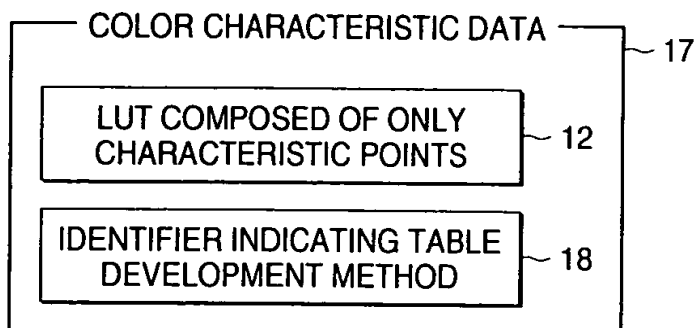 COLOR CHARACTERISTIC DATA
17
LUT COMPOSED OF ONLY
CHARACTERISTIC POINTS
12
IDENTIFIER INDICATING TABLE
DEVELOPMENT METHOD
18